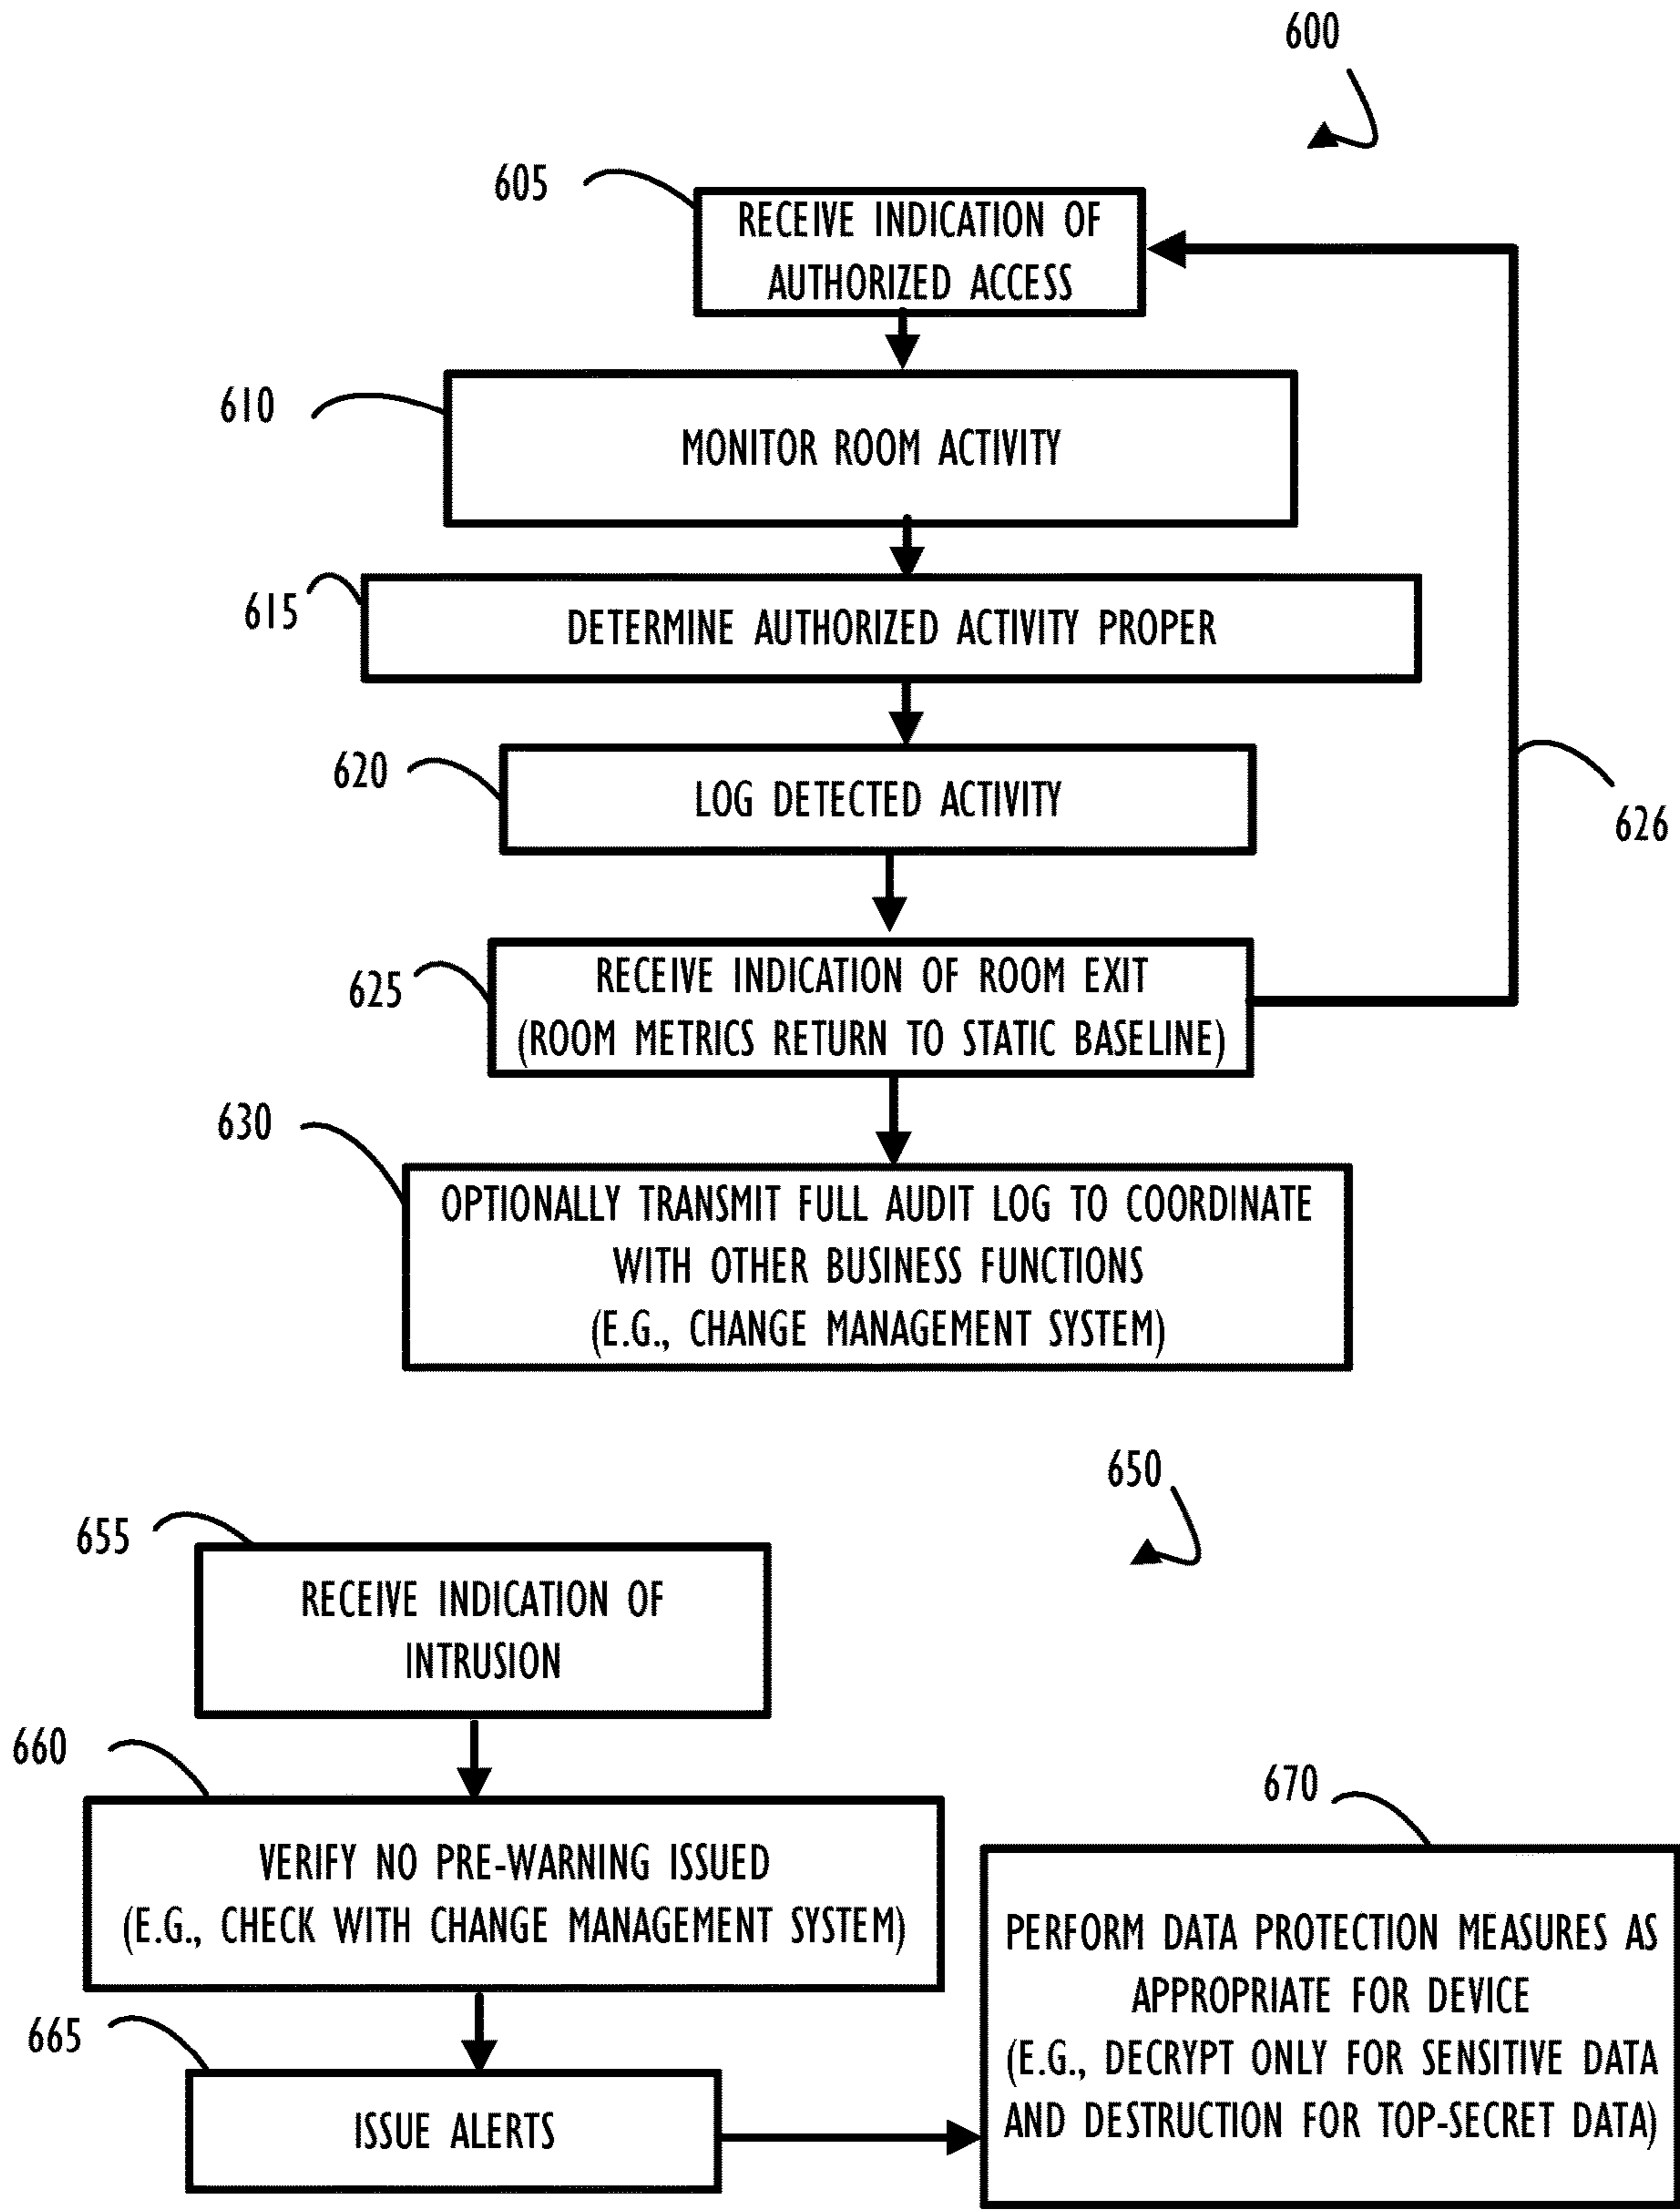 600
605
RECEIVE INDICATION OF
AUTHORIZED ACCESS
610
MONITOR ROOM ACTIVITY
615
DETERMINE AUTHORIZED ACTIVITY PROPER
620
LOG DETECTED ACTIVITY
626
625
RECEIVE INDICATION OF ROOM EXIT
(ROOM METRICS RETURN TO STATIC BASELINE)
630
OPTIONALLY TRANSMIT FULL AUDIT LOG TO COORDINATE
WITH OTHER BUSINESS FUNCTIONS
(E.G., CHANGE MANAGEMENT SYSTEM)
650
655
RECEIVE INDICATION OF
INTRUSION
660
VERIFY NO PRE-WARNING ISSUED
(E.G., CHECK WITH CHANGE MANAGEMENT SYSTEM)
665
ISSUE ALERTS
670
PERFORM DATA PROTECTION MEASURES AS
APPROPRIATE FOR DEVICE
(E.G., DECRYPT ONLY FOR SENSITIVE DATA
AND DESTRUCTION FOR TOP-SECRET DATA)